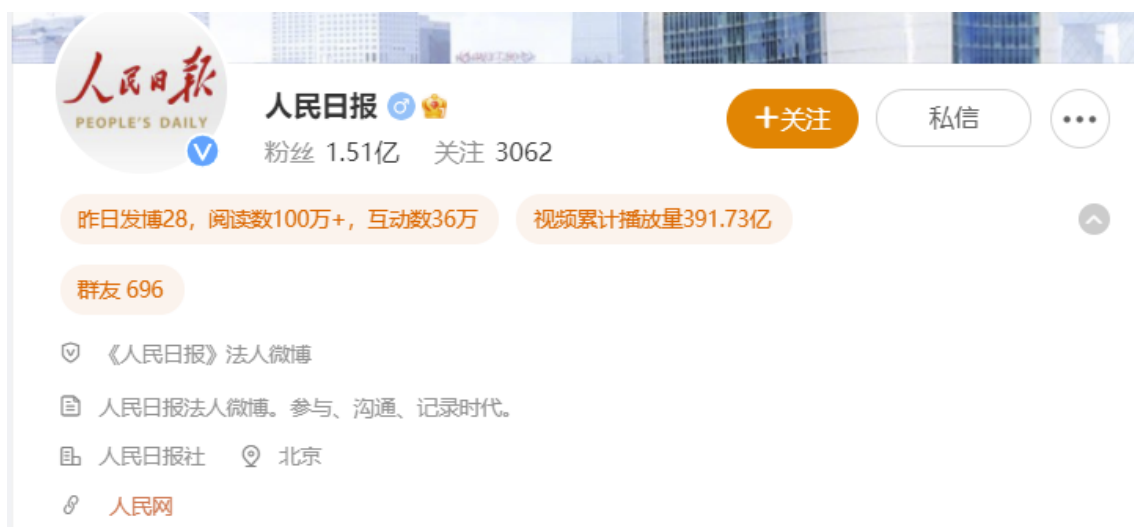 人民日报
PEOPLE'S DAILY
人民日报
粉丝 1.51亿 关注 3062
+关注
私信
昨日发博28，阅读数100万+，互动数36万
视频累计播放量391.73亿
群友 696
《人民日报》法人微博
人民日报法人微博。参与、沟通、记录时代。
人民日报社 北京
人民网